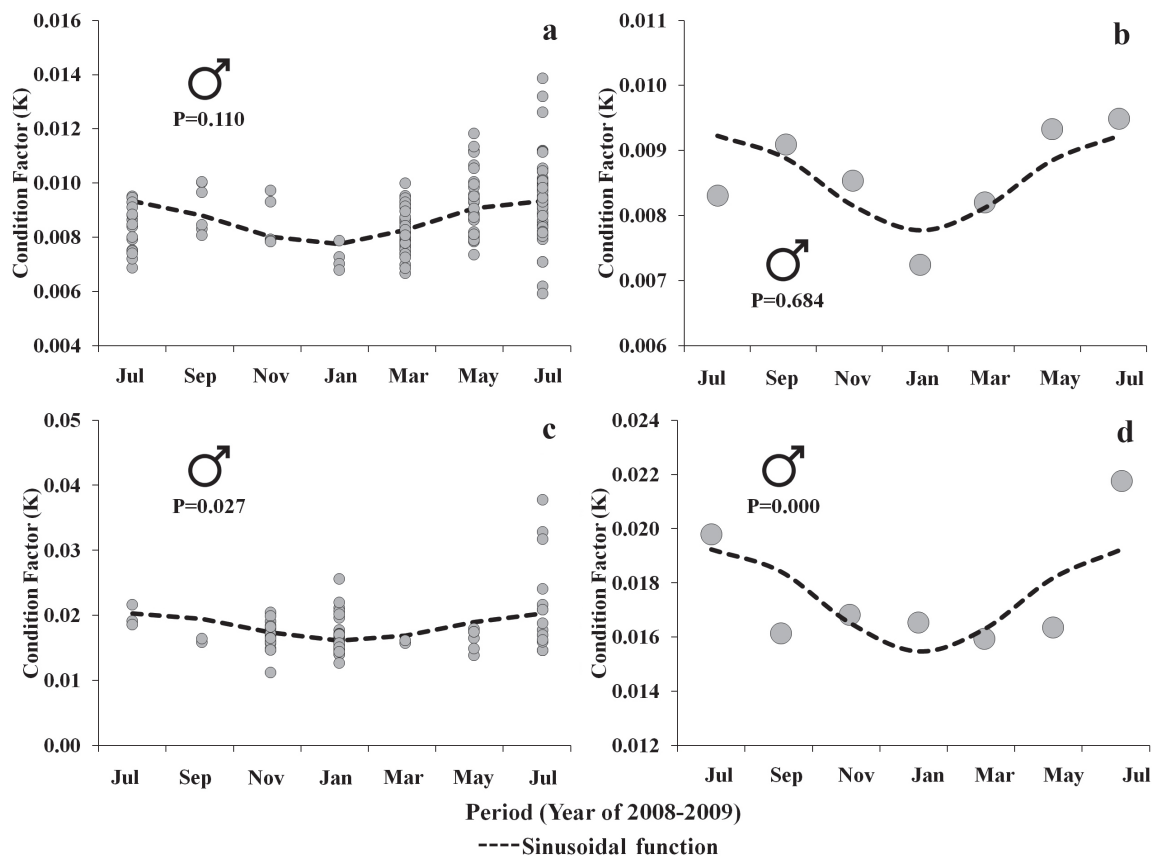 a
P=0.110
Condition Factor (K)
0.016
0.014
0.012
0.010
0.008
0.006
0.004
Jul Sep Nov Jan Mar May Jul
b
P=0.684
Condition Factor (K)
0.011
0.010
0.009
0.008
0.007
0.006
Jul Sep Nov Jan Mar May Jul
c
P=0.027
Condition Factor (K)
0.05
0.04
0.03
0.02
0.01
0.00
Jul Sep Nov Jan Mar May Jul
d
P=0.000
Condition Factor (K)
0.024
0.022
0.020
0.018
0.016
0.014
0.012
Jul Sep Nov Jan Mar May Jul
Period (Year of 2008-2009)
Sinusoidal function